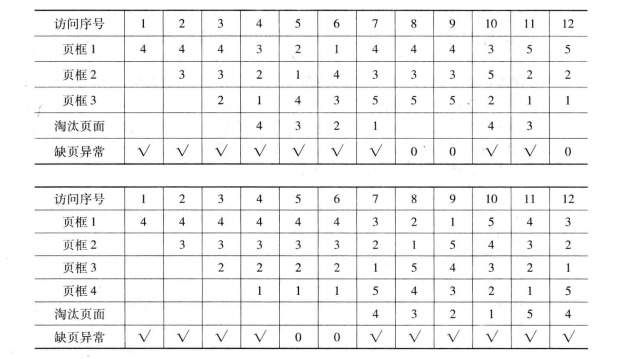 访问序号 1 2 3 4 5 6 7 8 9 10 11 12
页框 1 4 4 4 3 2 1 4 4 4 3 5 5
页框 2 3 3 2 1 4 3 3 3 5 2 2
页框 3 2 1 4 3 5 5 5 2 1 1
淘汰页面 4 3 2 1 4 3
缺页异常 √ √ √ √ √ √ √ 0 0 √ √ 0
访问序号 1 2 3 4 5 6 7 8 9 10 11 12
页框 1 4 4 4 4 4 4 3 2 1 5 4 3
页框 2 3 3 3 3 3 2 1 5 4 3 2
页框 3 2 2 2 2 1 5 4 3 2 1
页框 4 1 1 1 5 4 3 2 1 5
淘汰页面 4 3 2 1 5 4
缺页异常 √ √ √ √ 0 0 √ √ √ √ √ √